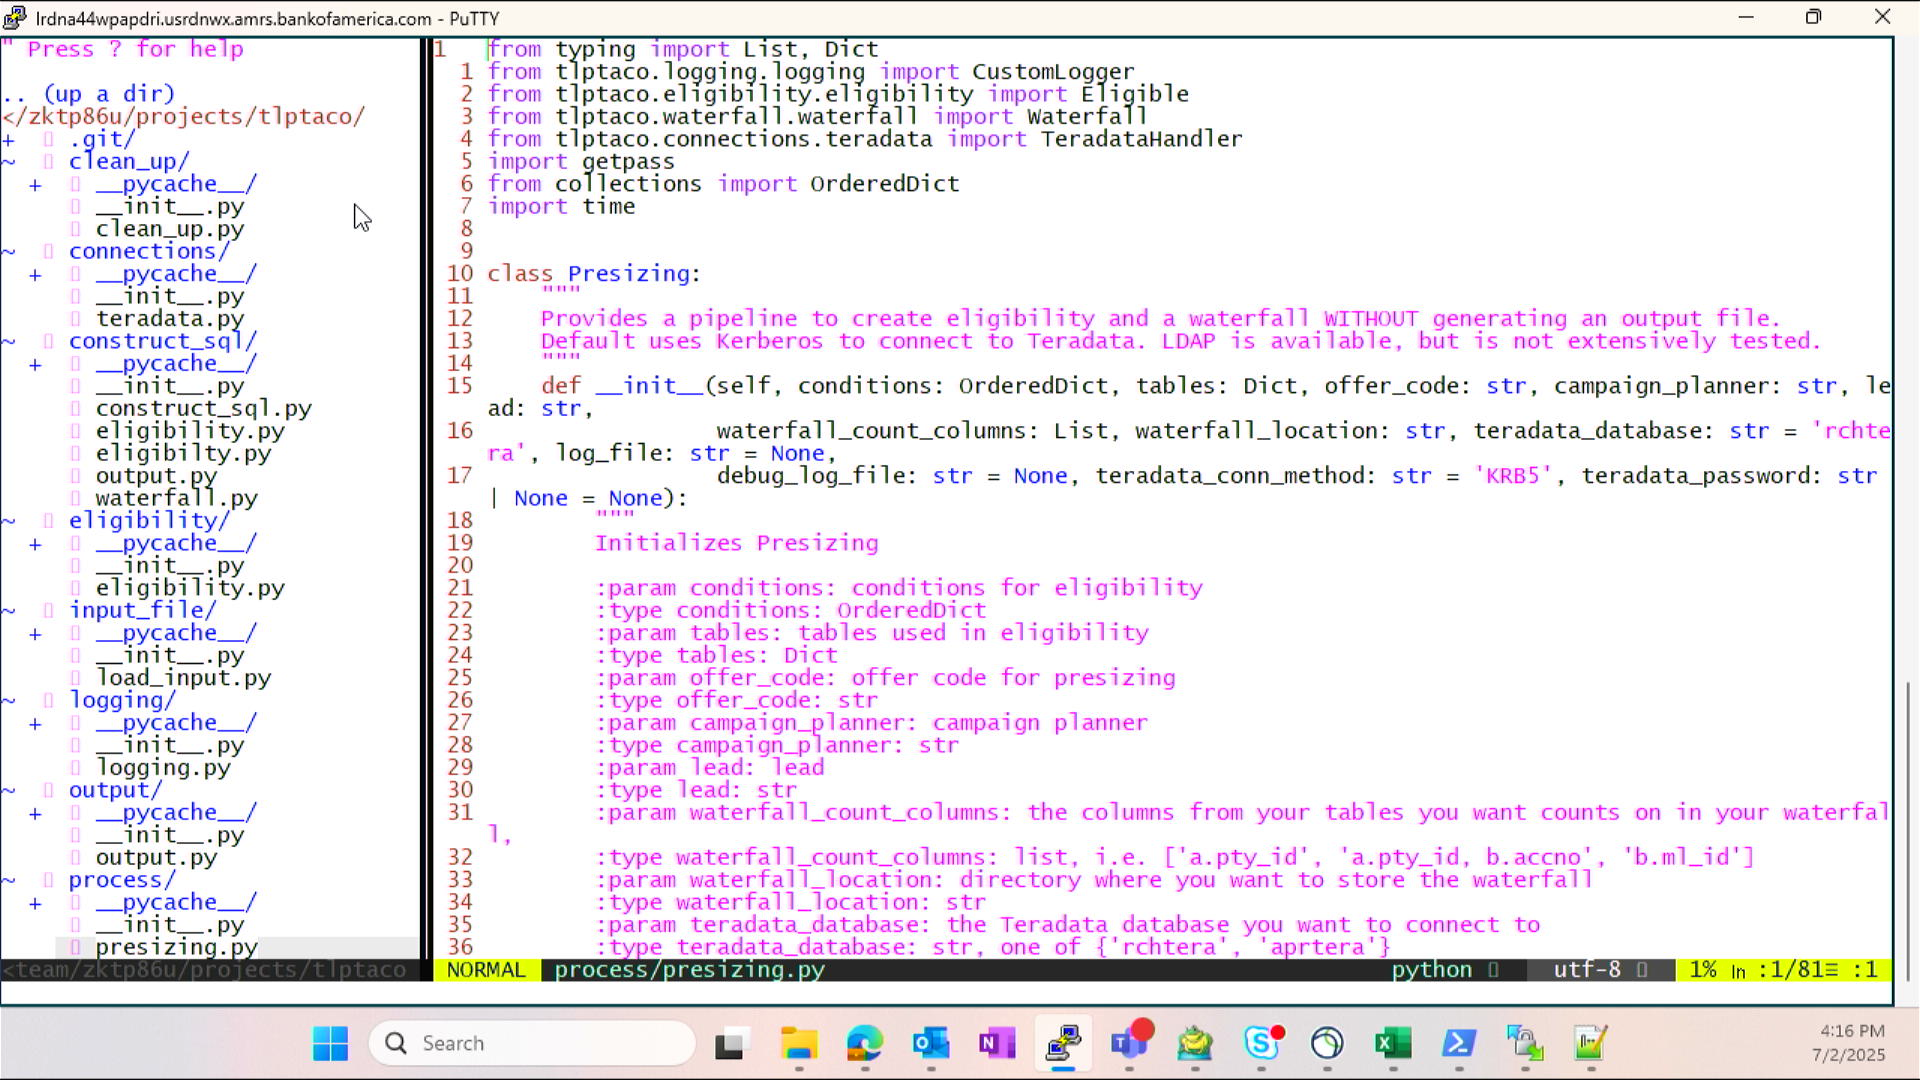 lrdna44wpapdri.usrdnwx.amrs.bankofamerica.com - PuTTY
" Press ? for help
.. (up a dir)
</zktp86u/projects/tlptaco/
+ .git/
~ clean_up/
+ __pycache__/
__init__.py
clean_up.py
~ connections/
+ __pycache__/
__init__.py
teradata.py
~ construct_sql/
+ __pycache__/
__init__.py
construct_sql.py
eligibility.py
eligibilty.py
output.py
waterfall.py
~ eligibility/
+ __pycache__/
__init__.py
eligibility.py
~ input_file/
+ __pycache__/
__init__.py
load_input.py
~ logging/
+ __pycache__/
__init__.py
logging.py
~ output/
+ __pycache__/
__init__.py
output.py
~ process/
+ __pycache__/
__init__.py
presizing.py
<team/zktp86u/projects/tlptaco
1 from typing import List, Dict
1 from tlptaco.logging.logging import CustomLogger
2 from tlptaco.eligibility.eligibility import Eligible
3 from tlptaco.waterfall.waterfall import Waterfall
4 from tlptaco.connections.teradata import TeradataHandler
5 import getpass
6 from collections import OrderedDict
7 import time
8
9
10 class Presizing:
11 """
12 Provides a pipeline to create eligibility and a waterfall WITHOUT generating an output file.
13 Default uses Kerberos to connect to Teradata. LDAP is available, but is not extensively tested.
14 """
15 def __init__(self, conditions: OrderedDict, tables: Dict, offer_code: str, campaign_planner: str, le
ad: str,
16 waterfall_count_columns: List, waterfall_location: str, teradata_database: str = 'rchte
ra', log_file: str = None,
17 debug_log_file: str = None, teradata_conn_method: str = 'KRB5', teradata_password: str
| None = None):
18 """
19 Initializes Presizing
20
21 :param conditions: conditions for eligibility
22 :type conditions: OrderedDict
23 :param tables: tables used in eligibility
24 :type tables: Dict
25 :param offer_code: offer code for presizing
26 :type offer_code: str
27 :param campaign_planner: campaign planner
28 :type campaign_planner: str
29 :param lead: lead
30 :type lead: str
31 :param waterfall_count_columns: the columns from your tables you want counts on in your waterfal
l,
32 :type waterfall_count_columns: list, i.e. ['a.pty_id', 'a.pty_id, b.accno', 'b.ml_id']
33 :param waterfall_location: directory where you want to store the waterfall
34 :type waterfall_location: str
35 :param teradata_database: the Teradata database you want to connect to
36 :type teradata_database: str, one of {'rchtera', 'aprtera'}
NORMAL process/presizing.py python utf-8 1% ln :1/81≡ :1
Search
4:16 PM
7/2/2025